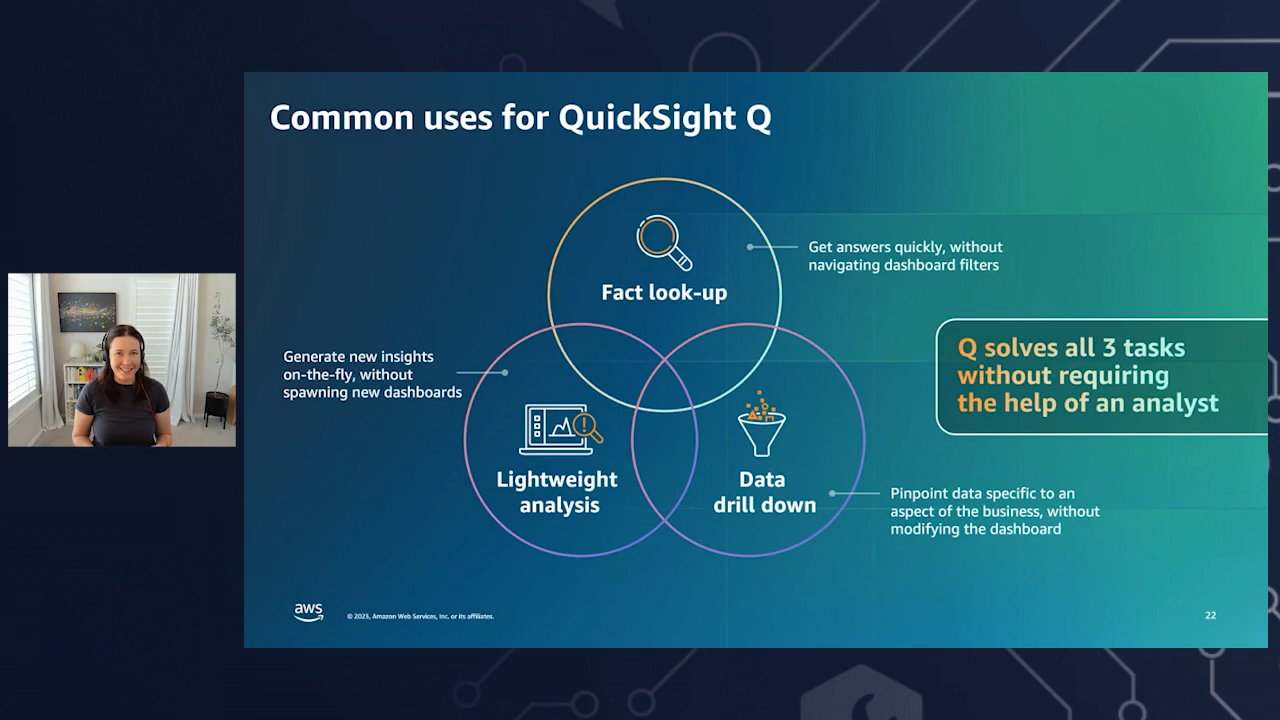 Common uses for QuickSight Q
Fact look-up
Get answers quickly, without
navigating dashboard filters
Generate new insights
on-the-fly, without
spawning new dashboards
Q solves all 3 tasks
without requiring
the help of an analyst
Lightweight
analysis
Data
drill down
Pinpoint data specific to an
aspect of the business, without
modifying the dashboard
aws
© 2023, Amazon Web Services, Inc. or its affiliates.
22